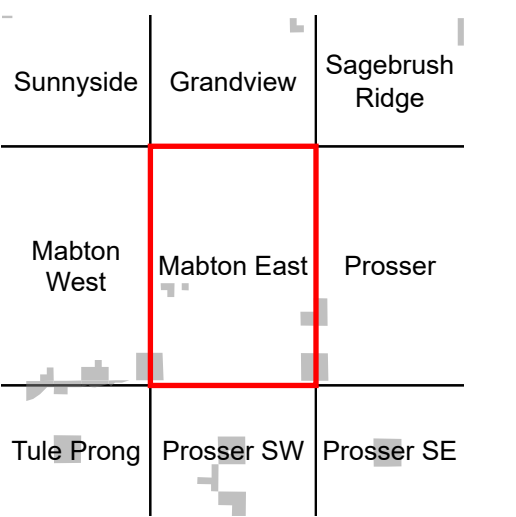 Sunnyside
Grandview
Sagebrush
Ridge
Mabton
West
Mabton East
Prosser
Tule Prong
Prosser SW
Prosser SE